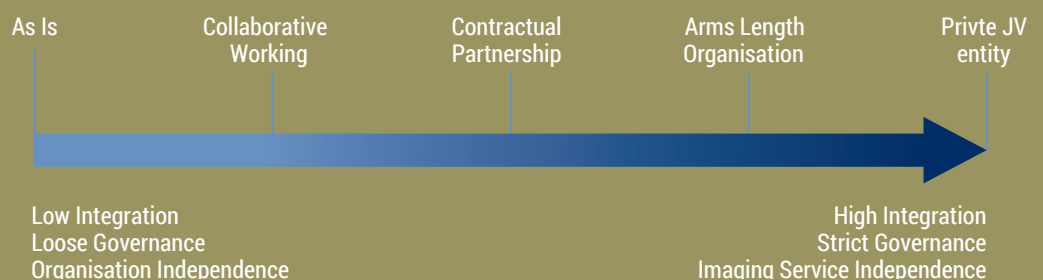 As Is
Collaborative
Working
Contractual
Partnership
Arms Length
Organisation
Privte JV
entity
Low Integration
Loose Governance
Organisation Independence
High Integration
Strict Governance
Imaging Service Independence